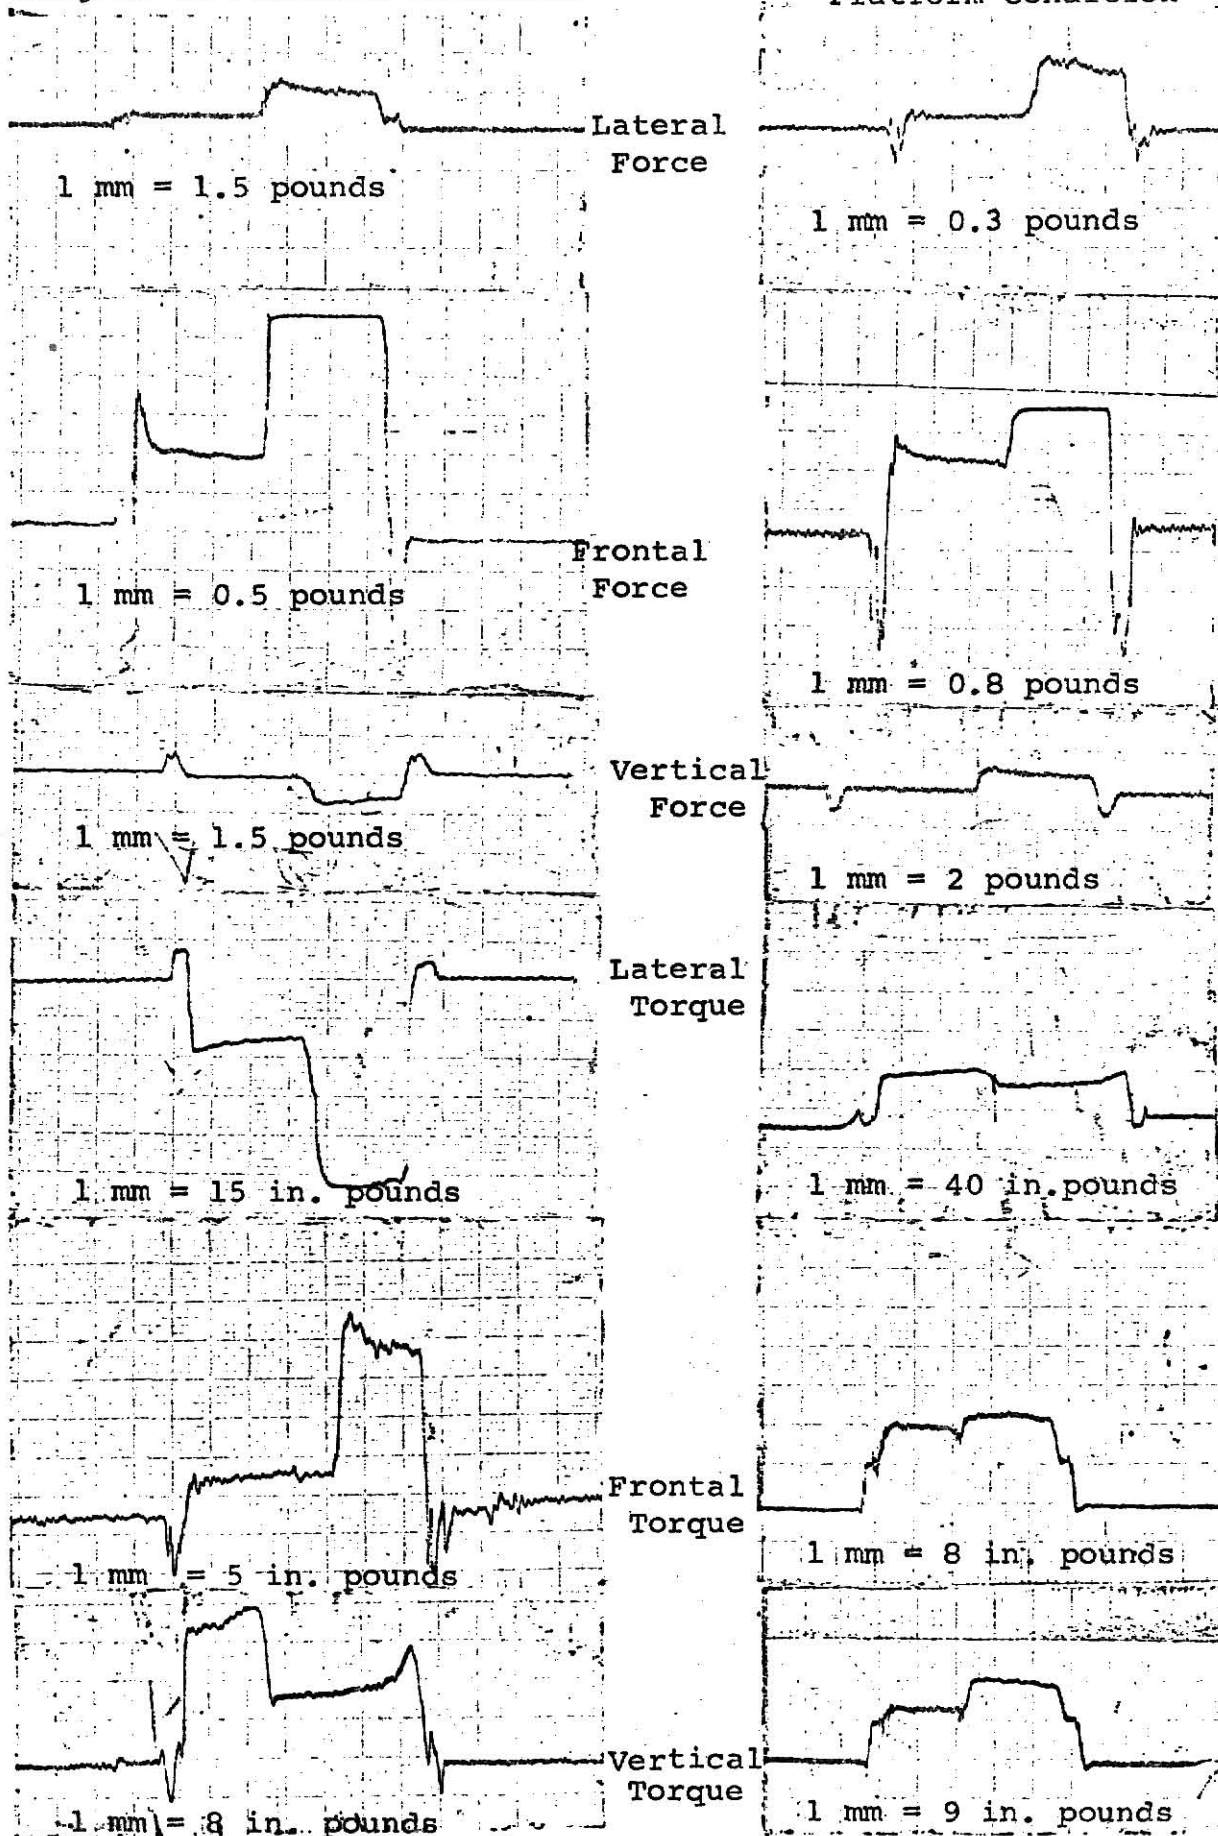 Platform Condition
Lateral
Force
1 mm = 1.5 pounds
1 mm = 0.3 pounds
Frontal
Force
1 mm = 0.5 pounds
1 mm = 0.8 pounds
Vertical
Force
1 mm = 1.5 pounds
1 mm = 2 pounds
Lateral
Torque
1 mm = 15 in. pounds
1 mm = 40 in.pounds
Frontal
Torque
1 mm = 5 in. pounds
1 mm = 8 in. pounds
Vertical
Torque
1 mm = 8 in. pounds
1 mm = 9 in. pounds